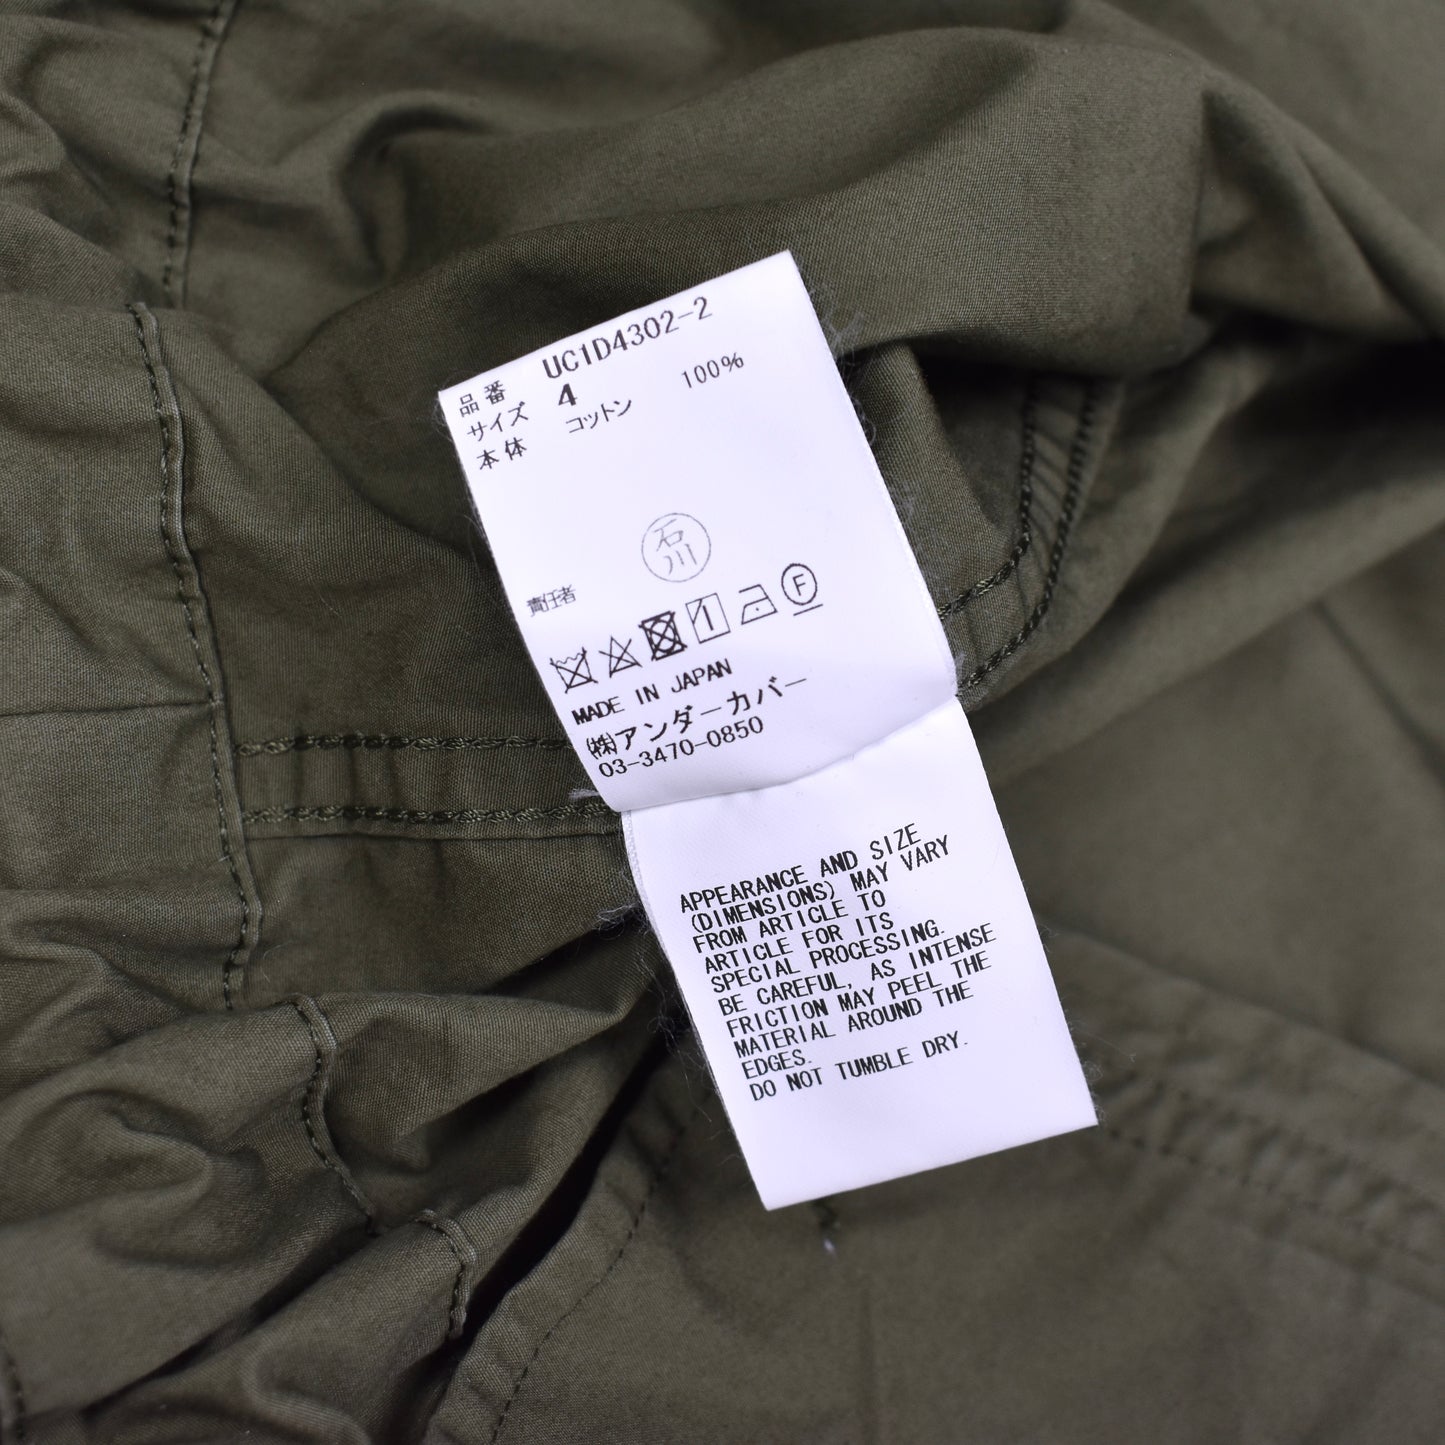 品番 UC1D4302-2
サイズ 4
本体 コットン 100%
石川
責任者
F
MADE IN JAPAN
㈱アンダーカバー
03-3470-0850
APPEARANCE AND SIZE
(DIMENSIONS) MAY VARY
FROM ARTICLE TO
ARTICLE FOR ITS
SPECIAL PROCESSING.
BE CAREFUL, AS INTENSE
FRICTION MAY PEEL THE
MATERIAL AROUND THE
EDGES.
DO NOT TUMBLE DRY.